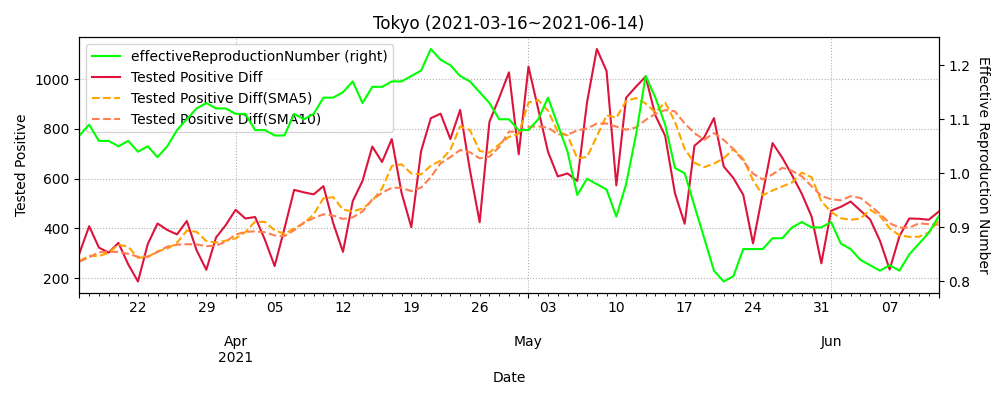 Tokyo (2021-03-16~2021-06-14)
effectiveReproductionNumber (right)
Tested Positive Diff
Tested Positive Diff(SMA5)
Tested Positive Diff(SMA10)
Tested Positive
1000
800
600
400
200
Effective Reproduction Number
1.2
1.1
1.0
0.9
0.8
22 29 05 12 19 26 03 10 17 24 31 07
Apr May Jun
2021
Date